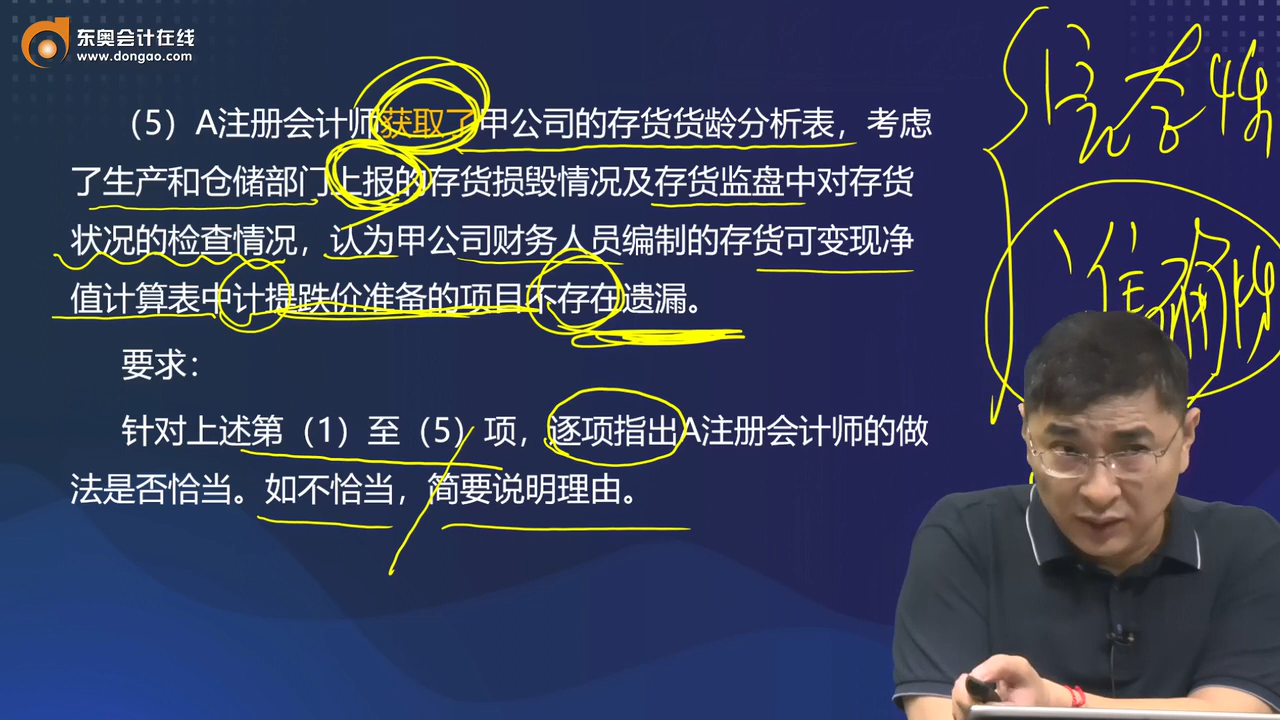 东奥会计在线
www.dongao.com
（5）A注册会计师获取了甲公司的存货货龄分析表，考虑
了生产和仓储部门上报的存货损毁情况及存货监盘中对存货
状况的检查情况，认为甲公司财务人员编制的存货可变现净
值计算表中计提跌价准备的项目不存在遗漏。
要求：
针对上述第（1）至（5）项，逐项指出A注册会计师的做
法是否恰当。如不恰当，简要说明理由。
完整性
准确性